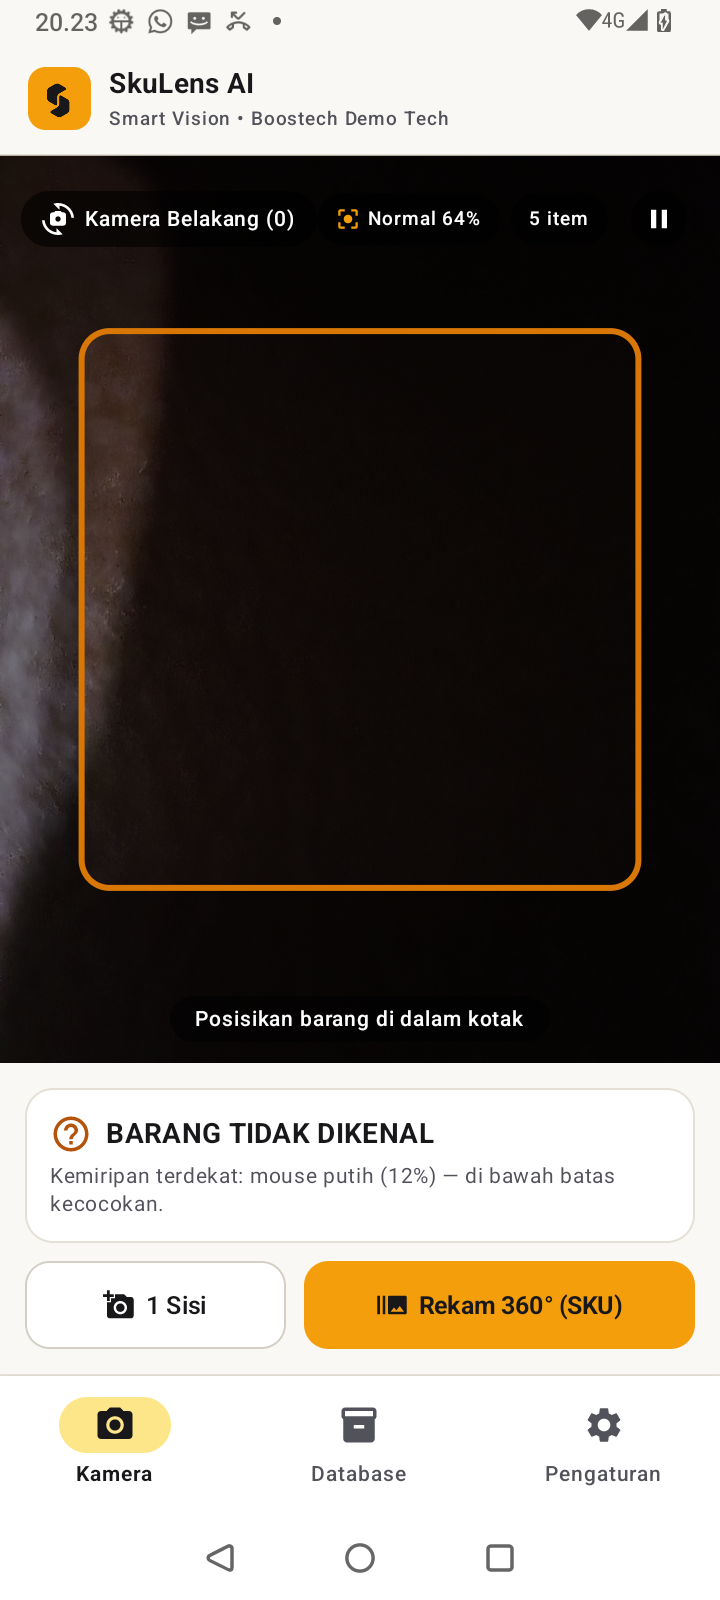 20.23
4G
SkuLens AI
Smart Vision • Boostech Demo Tech
Kamera Belakang (0)
Normal 64%
5 item
Posisikan barang di dalam kotak
BARANG TIDAK DIKENAL
Kemiripan terdekat: mouse putih (12%) — di bawah batas
kecocokan.
1 Sisi
Rekam 360° (SKU)
Kamera
Database
Pengaturan